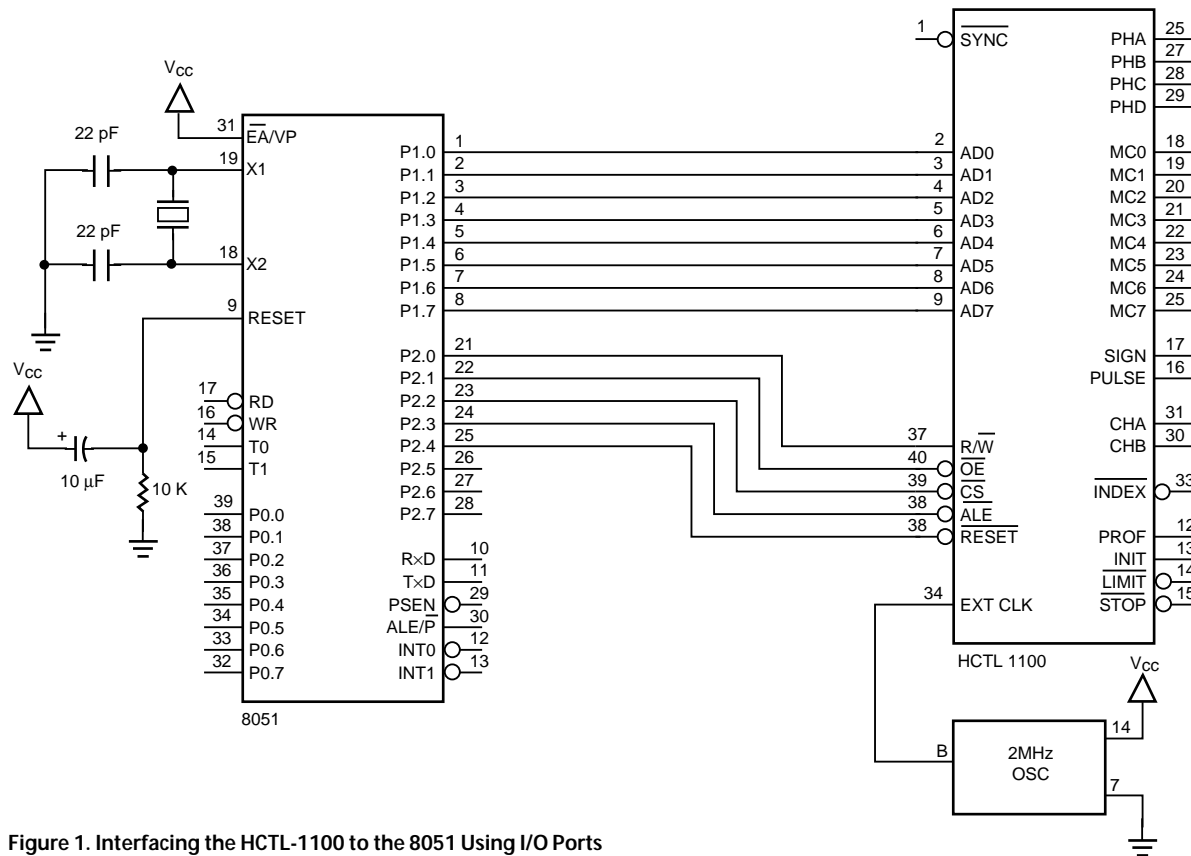 VCC
31
EA/VP
22 pF
19
X1
22 pF
18
X2
9
RESET
VCC
+
10 µF
10 K
17
RD
16
WR
14
T0
15
T1
39
P0.0
38
P0.1
37
P0.2
36
P0.3
35
P0.4
34
P0.5
33
P0.6
32
P0.7
P1.0
1
P1.1
2
P1.2
3
P1.3
4
P1.4
5
P1.5
6
P1.6
7
P1.7
8
P2.0
21
P2.1
22
P2.2
23
P2.3
24
P2.4
25
P2.5
26
P2.6
27
P2.7
28
R×D
10
T×D
11
PSEN
29
ALE/P
30
INT0
12
INT1
13
8051
1
SYNC
2
AD0
3
AD1
4
AD2
5
AD3
6
AD4
7
AD5
8
AD6
9
AD7
37
R/W
40
OE
39
CS
38
ALE
38
RESET
34
EXT CLK
PHA
25
PHB
27
PHC
28
PHD
29
MC0
18
MC1
19
MC2
20
MC3
21
MC4
22
MC5
23
MC6
24
MC7
25
SIGN
17
PULSE
16
CHA
31
CHB
30
INDEX
33
PROF
12
INIT
13
LIMIT
14
STOP
15
HCTL 1100
VCC
14
B
2MHz
OSC
7
Figure 1. Interfacing the HCTL-1100 to the 8051 Using I/O Ports